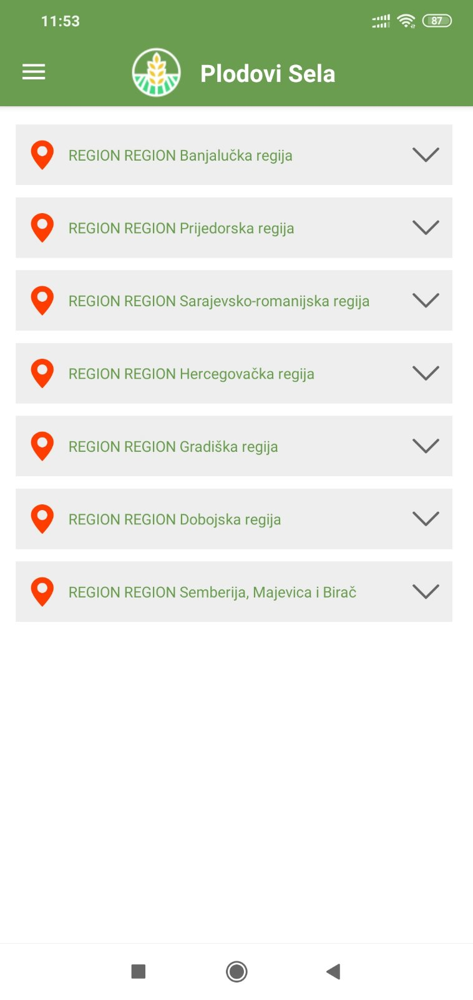 11:53
87
Plodovi Sela
REGION REGION Banjalučka regija
REGION REGION Prijedorska regija
REGION REGION Sarajevsko-romanijska regija
REGION REGION Hercegovačka regija
REGION REGION Gradiška regija
REGION REGION Dobojska regija
REGION REGION Semberija, Majevica i Birač